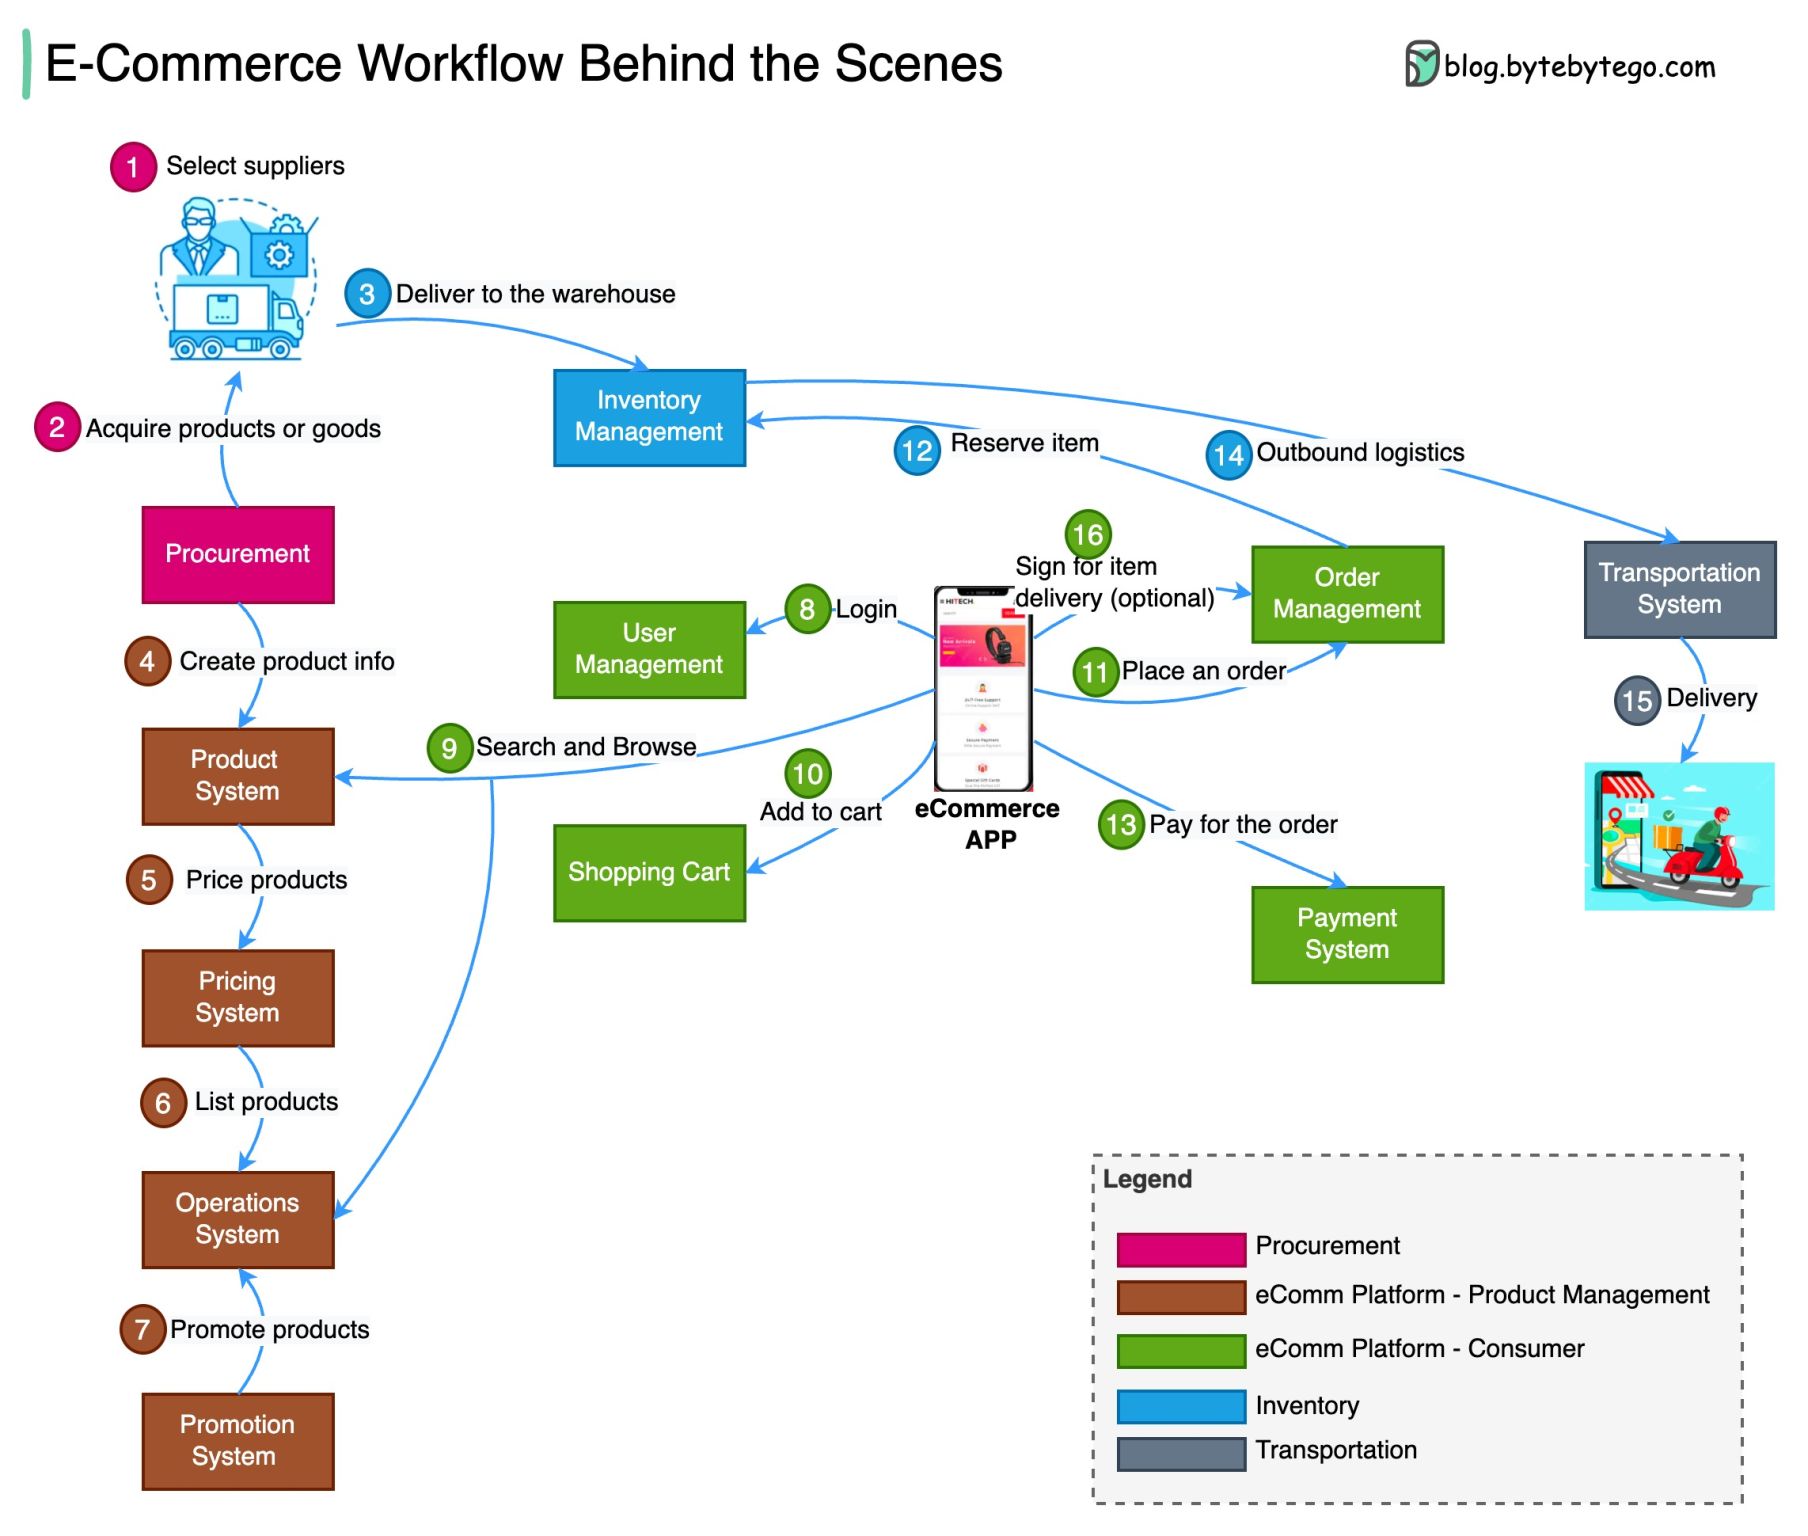 E-Commerce Workflow Behind the Scenes
blog.bytebytego.com
1 Select suppliers
3 Deliver to the warehouse
2 Acquire products or goods
Inventory
Management
12 Reserve item
14 Outbound logistics
Procurement
16
Sign for item
delivery (optional)
Order
Management
Transportation
System
8 Login
User
Management
HITECH
11 Place an order
4 Create product info
15 Delivery
9 Search and Browse
Product
System
10
Add to cart
eCommerce
APP
13 Pay for the order
Shopping Cart
5 Price products
Payment
System
Pricing
System
6 List products
Operations
System
7 Promote products
Promotion
System
Legend
Procurement
eComm Platform - Product Management
eComm Platform - Consumer
Inventory
Transportation